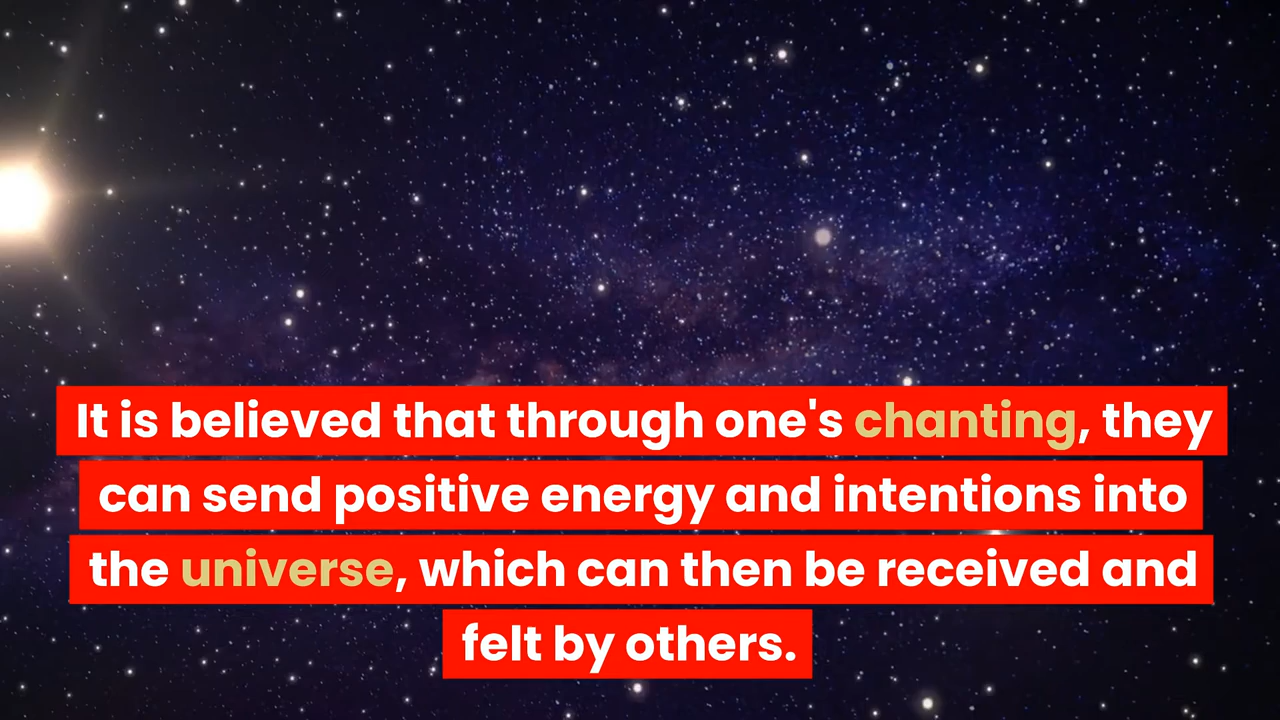 It is believed that through one's chanting, they
can send positive energy and intentions into
the universe, which can then be received and
felt by others.